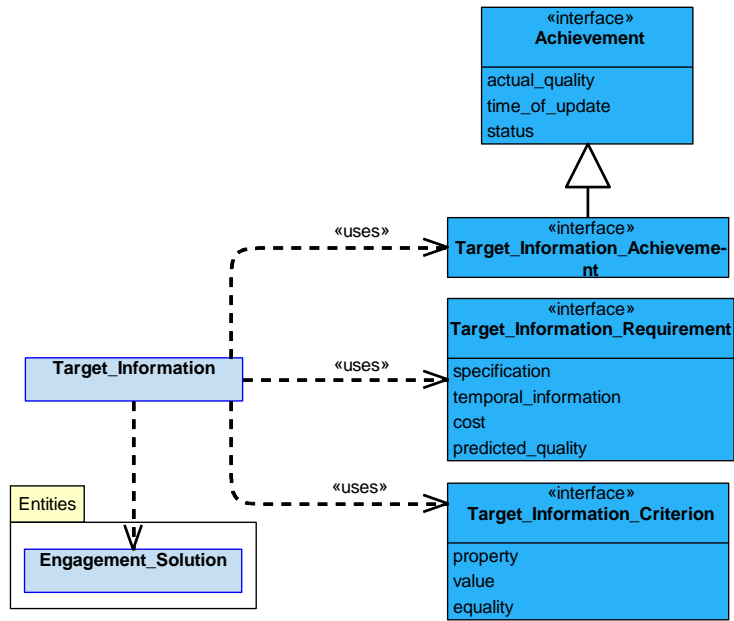 «interface»
Achievement
actual_quality
time_of_update
status
«uses»
«interface»
Target_Information_Achieveme-
nt
«interface»
Target_Information_Requirement
specification
temporal_information
cost
predicted_quality
Target_Information
«uses»
«uses»
«interface»
Target_Information_Criterion
property
value
equality
Entities
Engagement_Solution